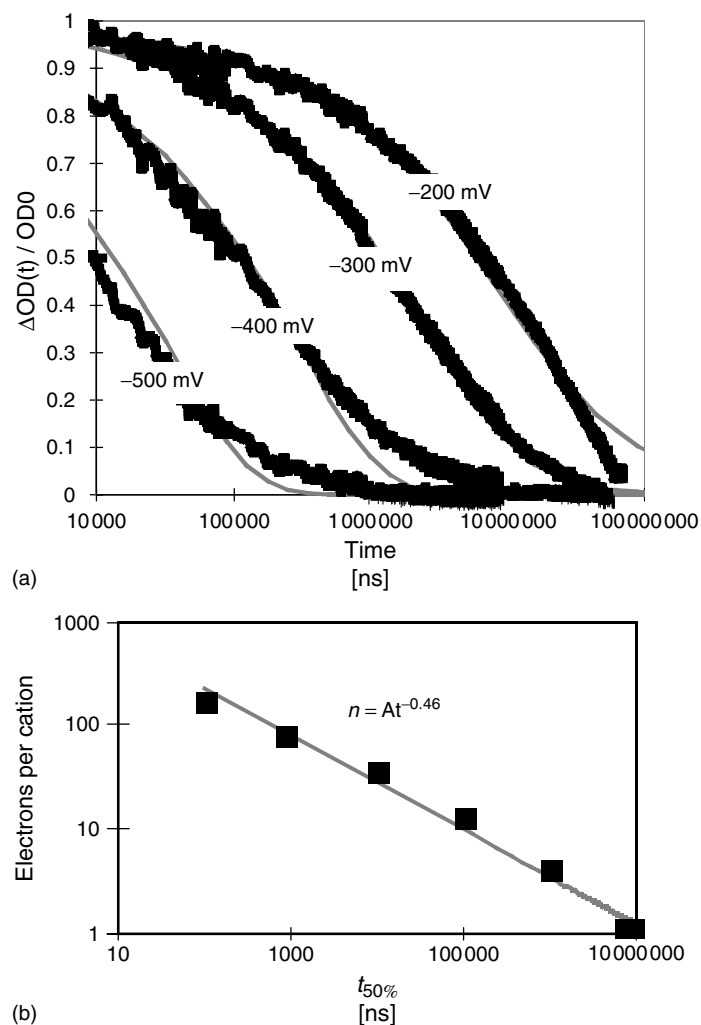 1
0.9
0.8
0.7
0.6
0.5
0.4
0.3
0.2
0.1
0
ΔOD(t) / OD0
–200 mV
–300 mV
–400 mV
–500 mV
10000 100000 1000000 10000000 100000000
Time
[ns]
(a)
1000
100
10
1
Electrons per cation
n = At–0.46
10 1000 100000 10000000
t50%
[ns]
(b)